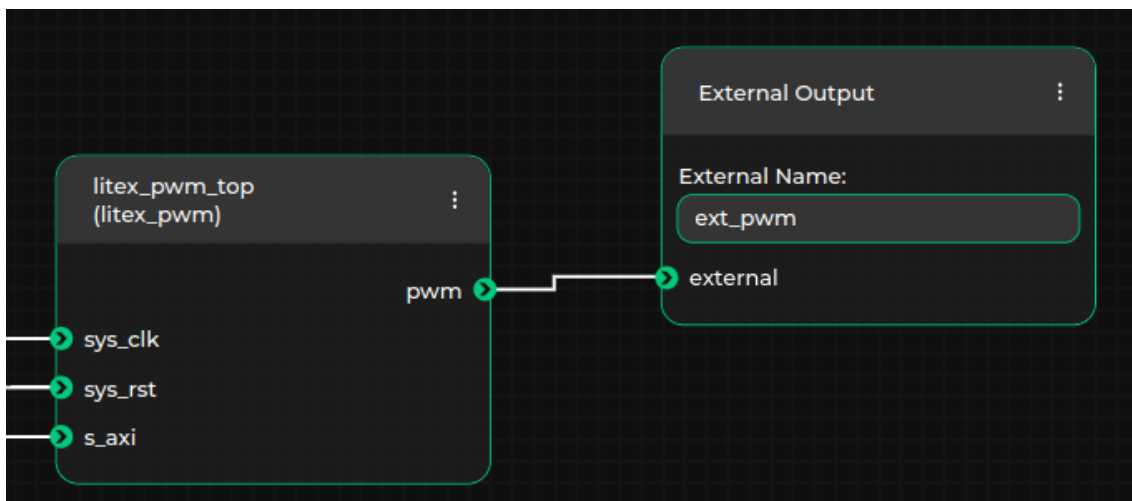 litex_pwm_top
(litex_pwm)
pwm
sys_clk
sys_rst
s_axi
External Output
External Name:
ext_pwm
external